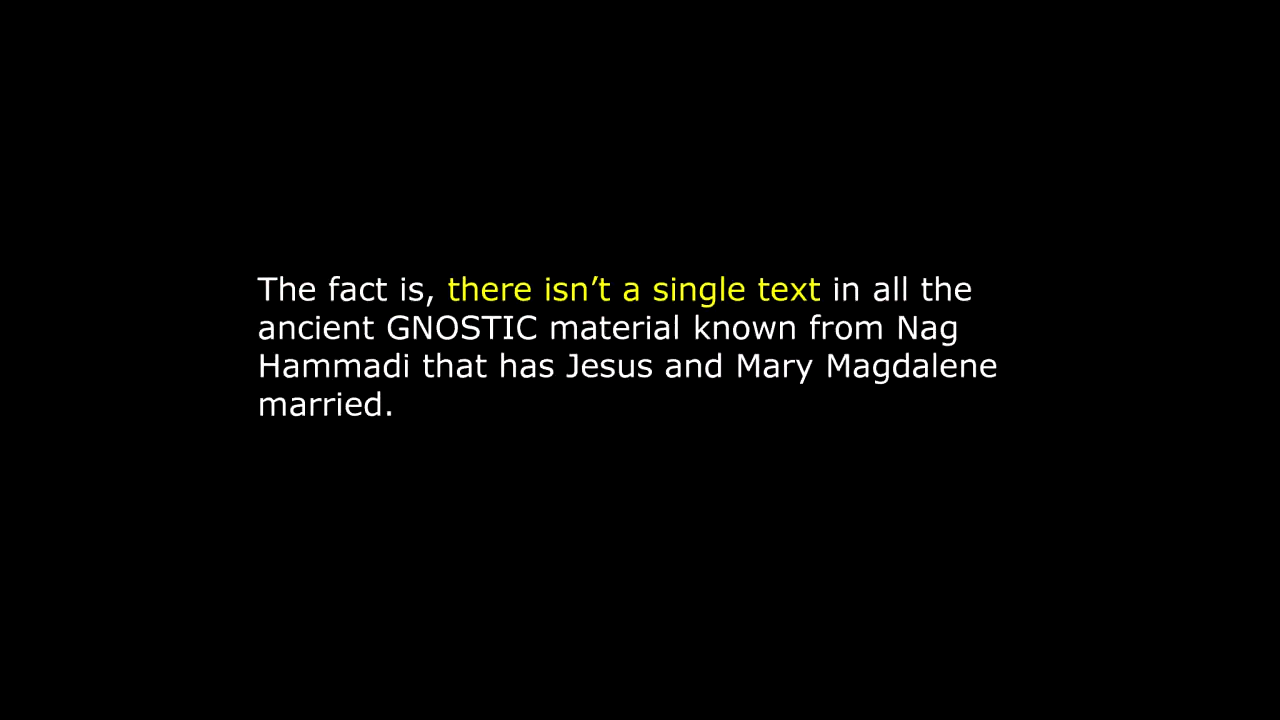 The fact is, there isn’t a single text in all the
ancient GNOSTIC material known from Nag
Hammadi that has Jesus and Mary Magdalene
married.